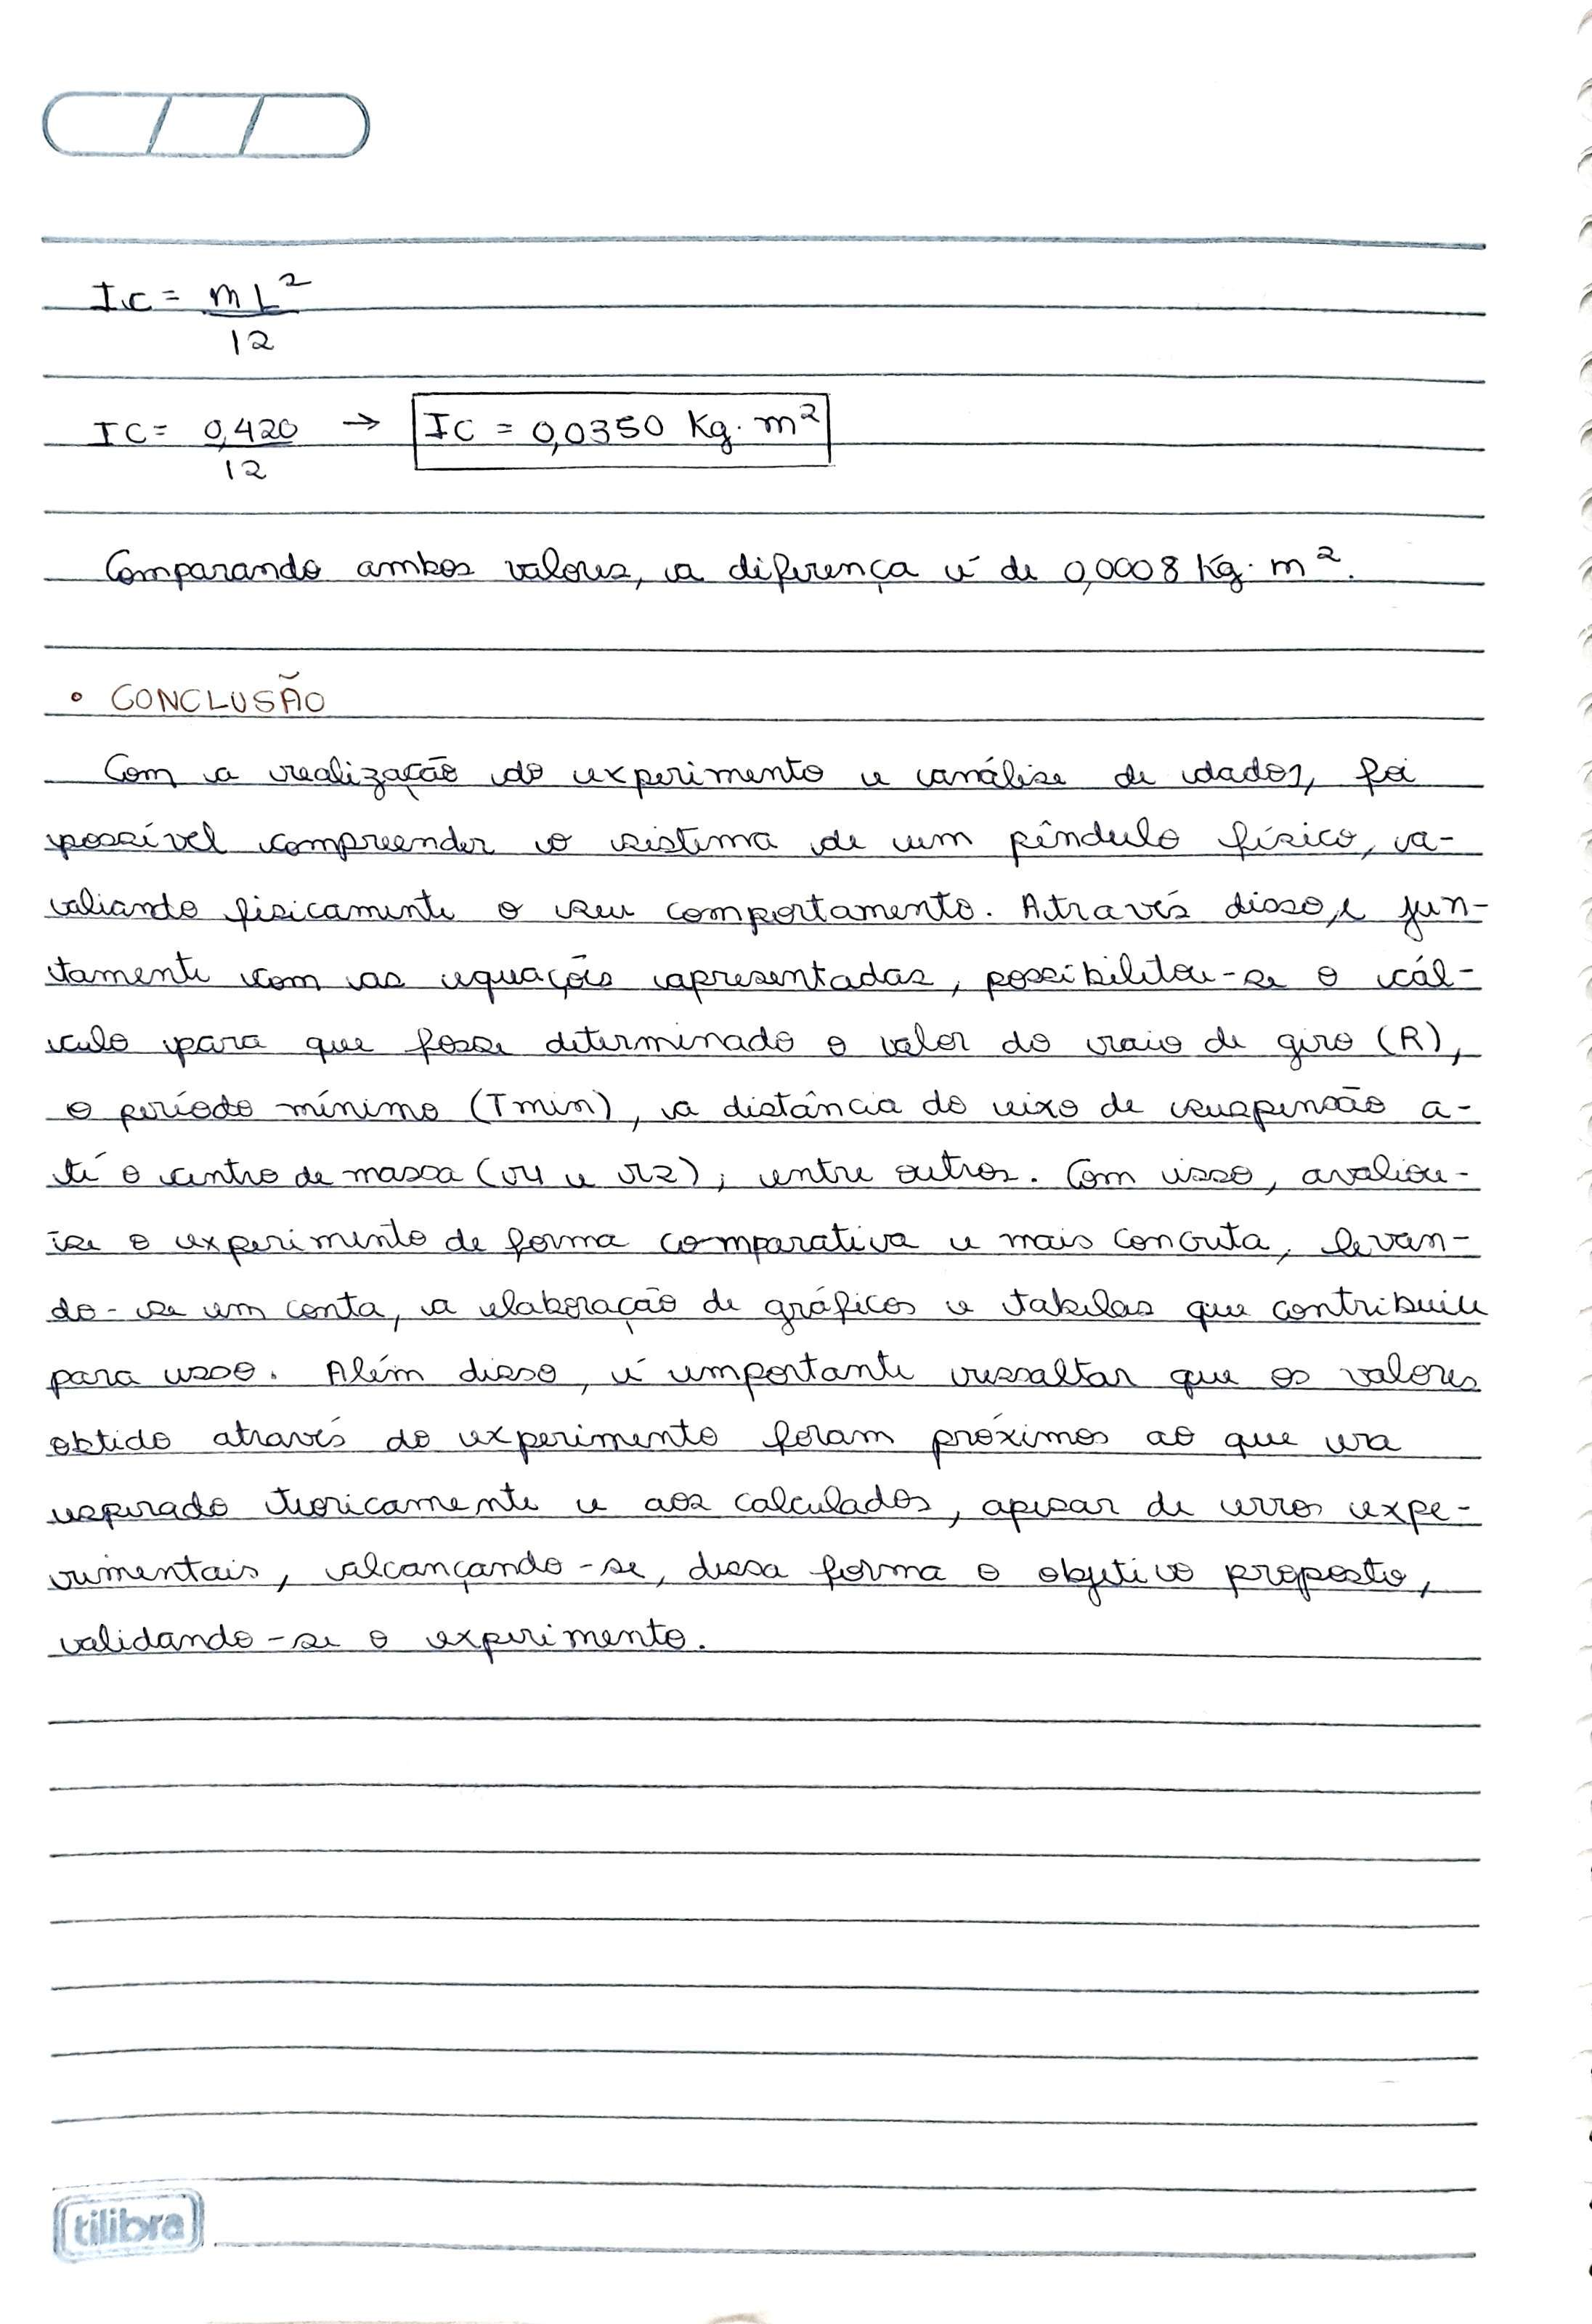 Ic = mL²
12
Ic = 0,420 → Ic = 0,0350 Kg.m²
12
Comparando ambos valores, a diferença é de 0,0008 Kg.m².
• CONCLUSÃO
Com a realização do experimento e análise de dados, foi
possível compreender o sistema de um pêndulo físico, a-
valiando fisicamente o seu comportamento. Através disso, e jun-
tamente com as equações apresentadas, possibilitou-se o cál-
culo para que fosse determinado o valor do raio de giro (R),
o período mínimo (Tmin), a distância do eixo de suspensão a-
té o centro de massa (r1 e r2), entre outros. Com isso, avaliou-
se o experimento de forma comparativa e mais concreta, levan-
do-se em conta, a elaboração de gráficos e tabelas que contribuiu
para isso. Além disso, é importante ressaltar que os valores
obtido através do experimento foram próximos ao que era
esperado teoricamente e aos calculados, apesar de erros expe-
rimentais, alcançando-se, dessa forma o objetivo proposto,
validando-se o experimento.
tilibra